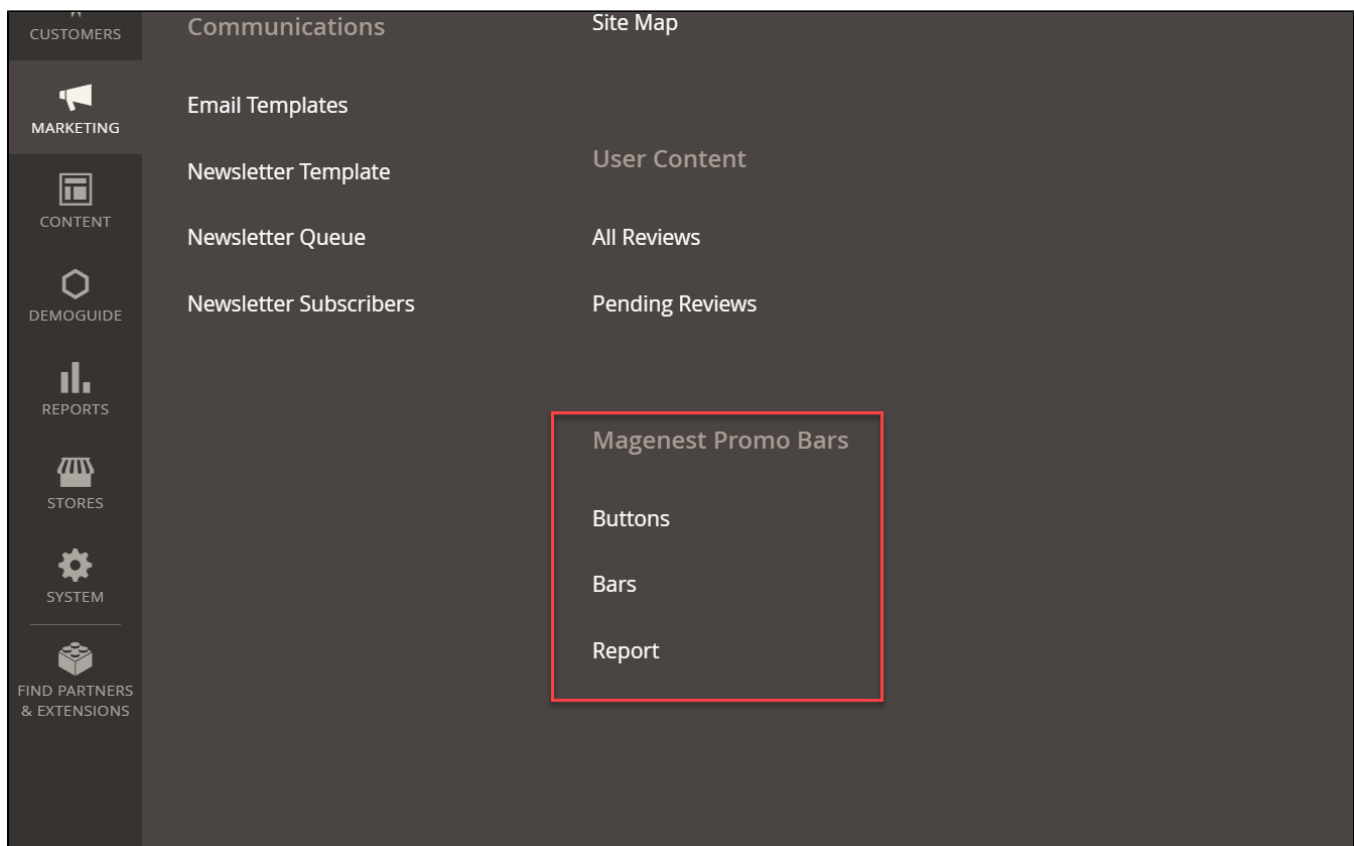 CUSTOMERS
MARKETING
CONTENT
DEMOGUIDE
REPORTS
STORES
SYSTEM
FIND PARTNERS
& EXTENSIONS
Communications
Email Templates
Newsletter Template
Newsletter Queue
Newsletter Subscribers
Site Map
User Content
All Reviews
Pending Reviews
Magenest Promo Bars
Buttons
Bars
Report